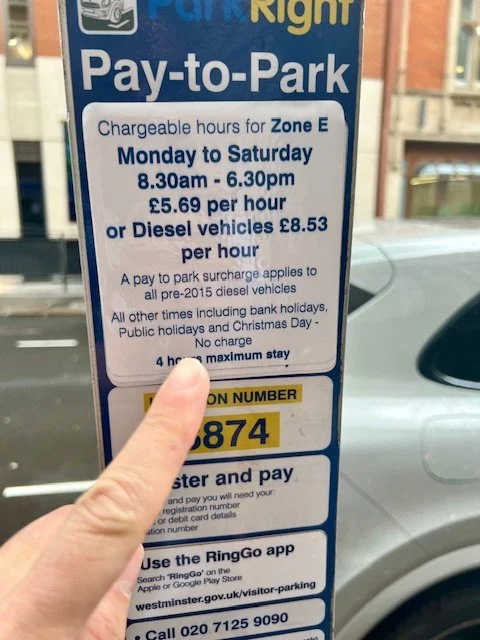 ParkRight
Pay-to-Park
Chargeable hours for Zone E
Monday to Saturday
8.30am - 6.30pm
£5.69 per hour
or Diesel vehicles £8.53
per hour
A pay to park surcharge applies to
all pre-2015 diesel vehicles
All other times including bank holidays,
Public holidays and Christmas Day -
No charge
4 hours maximum stay
NUMBER
874
and pay
and pay you will need your:
registration number
or debit card details
number
Use the RingGo app
Search 'RingGo' on the
Apple or Google Play Store
westminster.gov.uk/visitor-parking
• Call 020 7125 9090